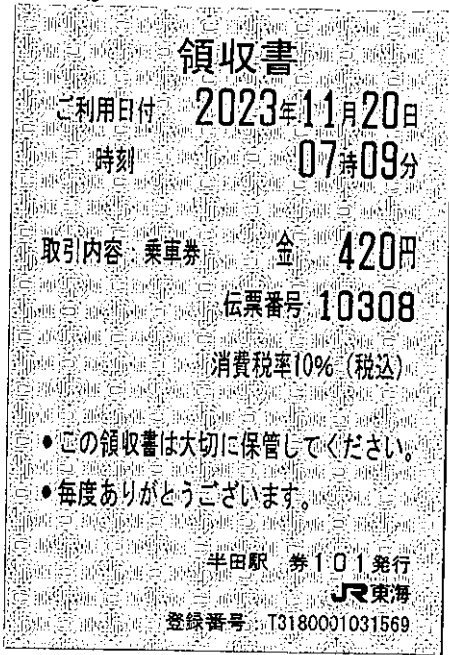 領収書
ご利用日付 2023年11月20日
時刻 07時09分
取引内容:乗車券 金 420円
伝票番号 10308
消費税率10% (税込)
●この領収書は大切に保管してください。
●毎度ありがとうございます。
半田駅 券101発行
JR東海
登録番号 T3180001031569